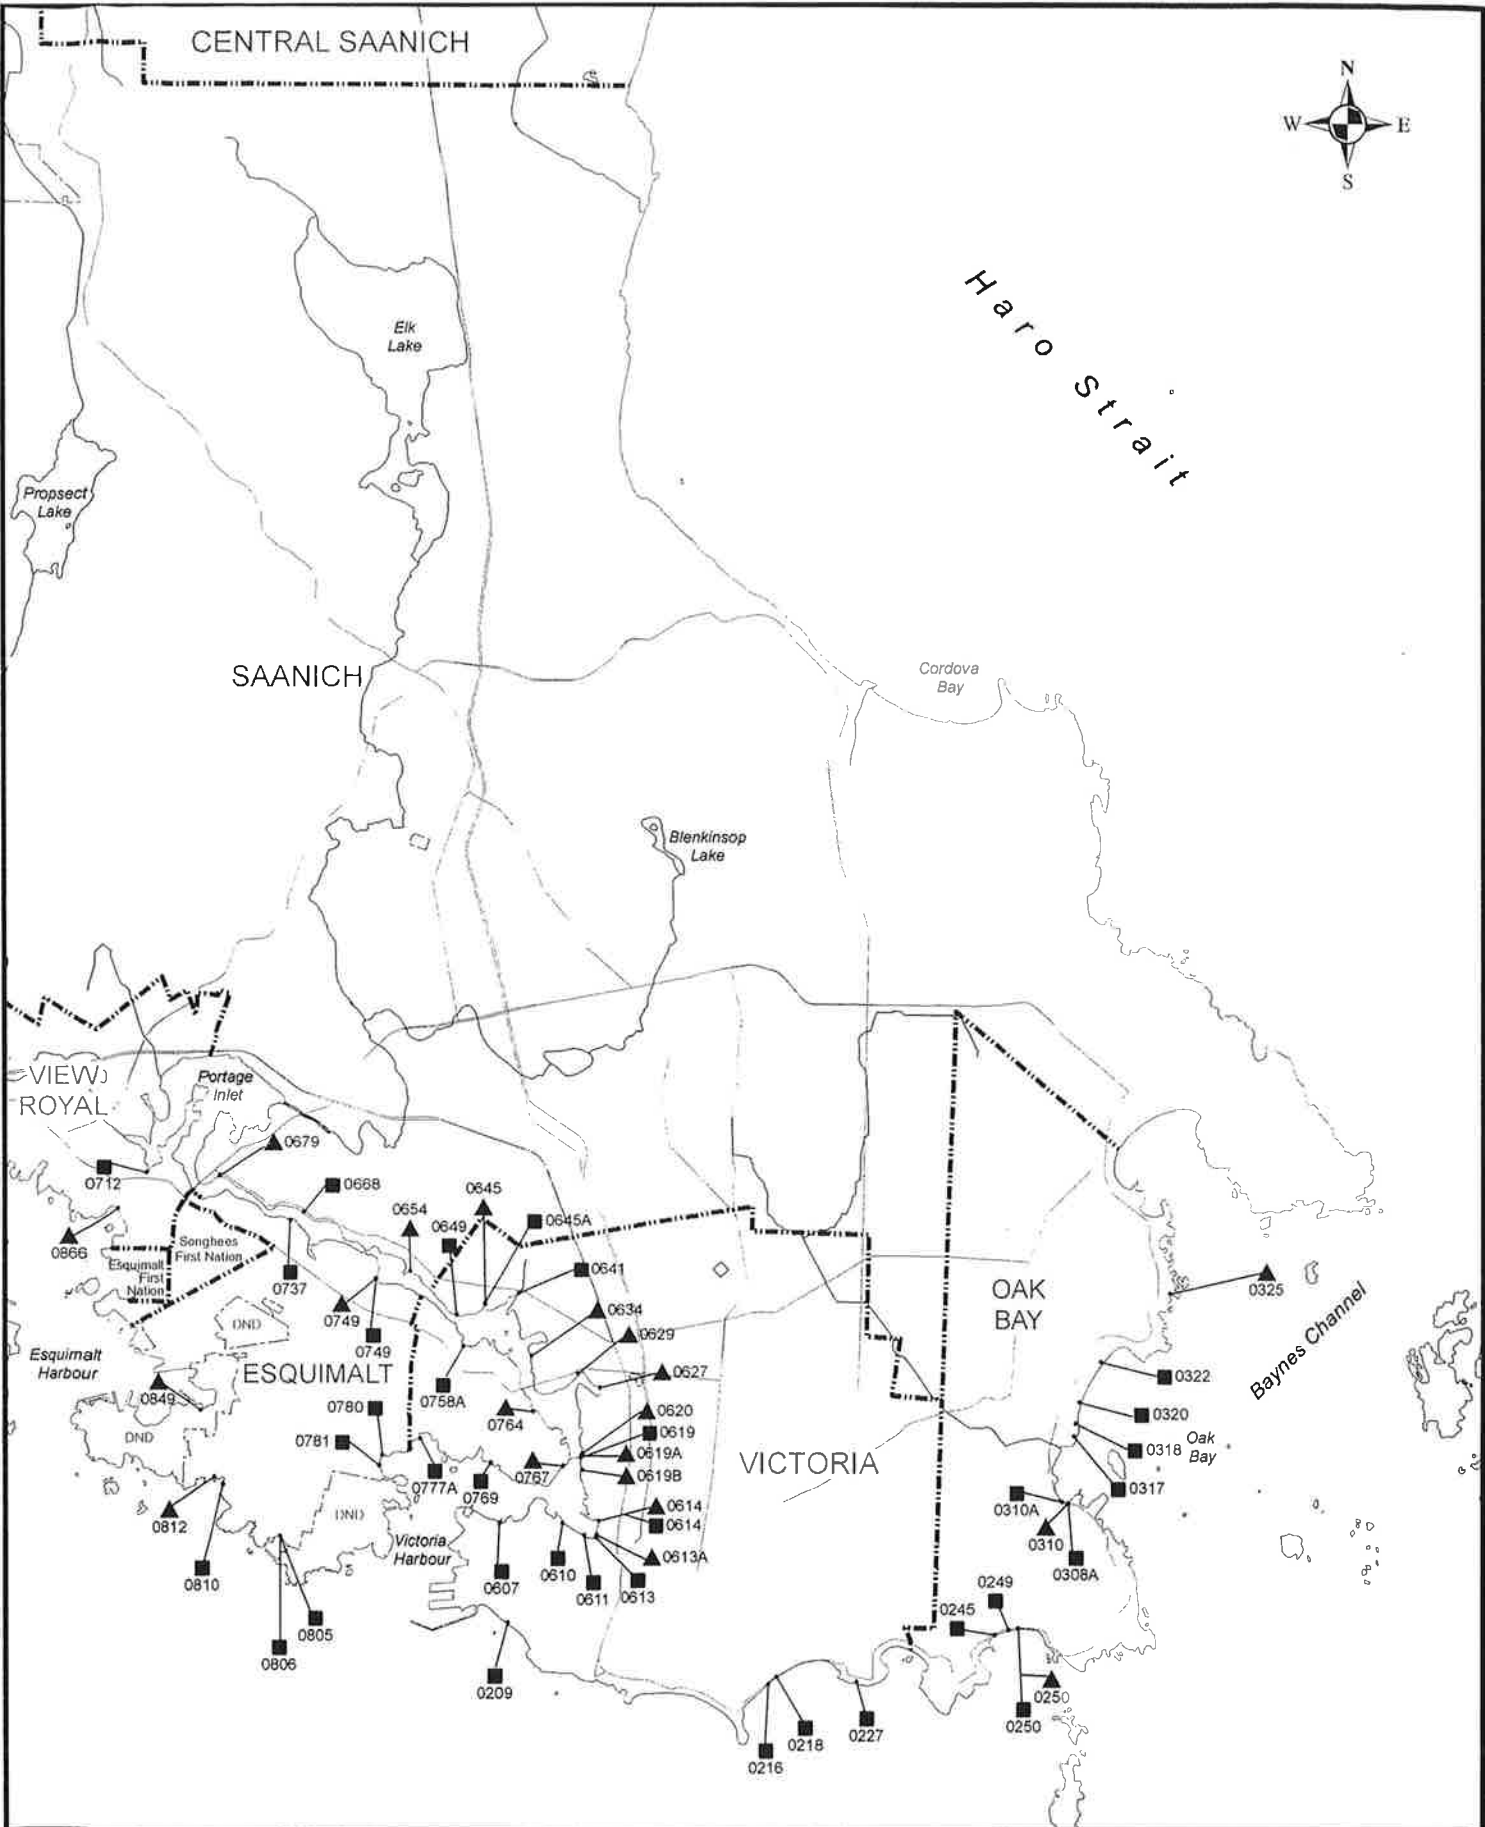 CENTRAL SAANICH
N
W
E
S
Haro Strait
Elk
Lake
Propsect
Lake
SAANICH
Cordova
Bay
Blenkinsop
Lake
VIEW
ROYAL
Portage
Inlet
0679
0712
0668
0645
0654
0649
0645A
0866
Songhees
First Nation
Esquimalt
First
Nation
0737
0641
0325
OAK
BAY
Baynes Channel
0749
0634
DND
0749
0629
Esquimalt
Harbour
ESQUIMALT
0627
0322
0849
0758A
0780
0764
0620
0320
DND
0619
0781
0619A
0318
Oak
Bay
VICTORIA
0767
0619B
0777A
0769
0317
0310A
0614
0614
0812
DND
0310
Victoria
Harbour
0613A
0308A
0810
0607
0610
0611
0613
0249
0245
0805
0806
0209
0250
0250
0227
0218
0216